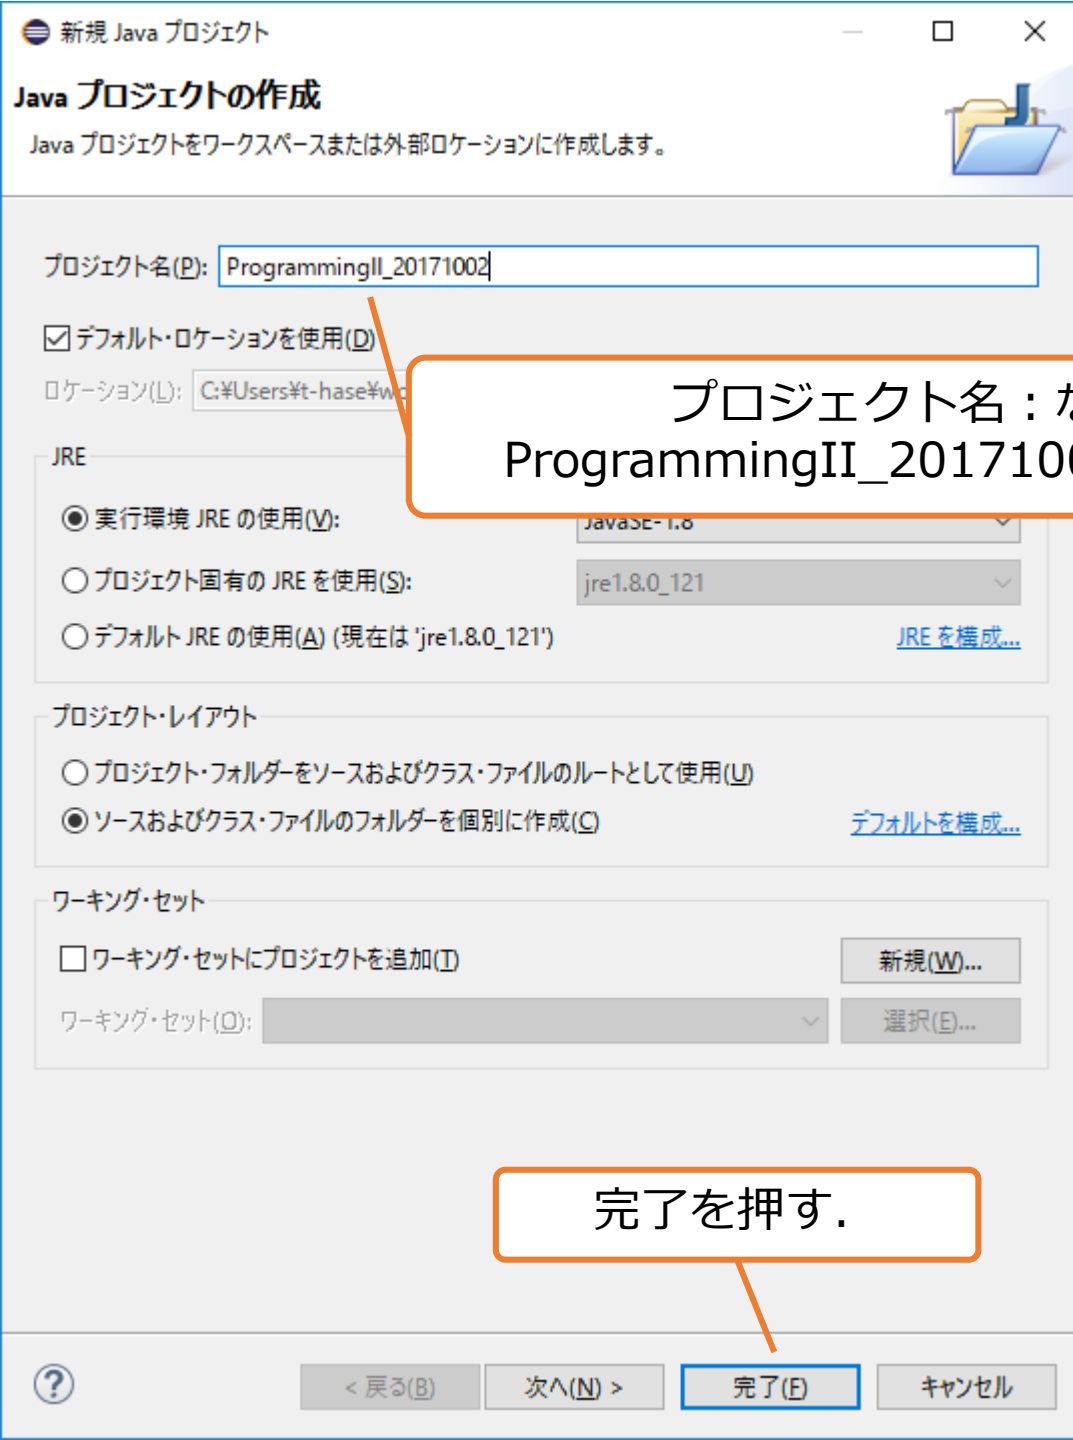 新規 Java プロジェクト
Java プロジェクトの作成
Java プロジェクトをワークスペースまたは外部ロケーションに作成します。
プロジェクト名(P): ProgrammingII_20171002
デフォルト・ロケーションを使用(D)
ロケーション(L): C:¥Users¥t-hase¥wo
プロジェクト名：な
ProgrammingII_2017100
JRE
実行環境 JRE の使用(V): JavaSE-1.8
プロジェクト固有の JRE を使用(S): jre1.8.0_121
デフォルト JRE の使用(A) (現在は 'jre1.8.0_121') JRE を構成...
プロジェクト・レイアウト
プロジェクト・フォルダーをソースおよびクラス・ファイルのルートとして使用(U)
ソースおよびクラス・ファイルのフォルダーを個別に作成(C) デフォルトを構成...
ワーキング・セット
ワーキング・セットにプロジェクトを追加(T) 新規(W)...
ワーキング・セット(O): 選択(E)...
完了を押す.
< 戻る(B) 次へ(N) > 完了(F) キャンセル